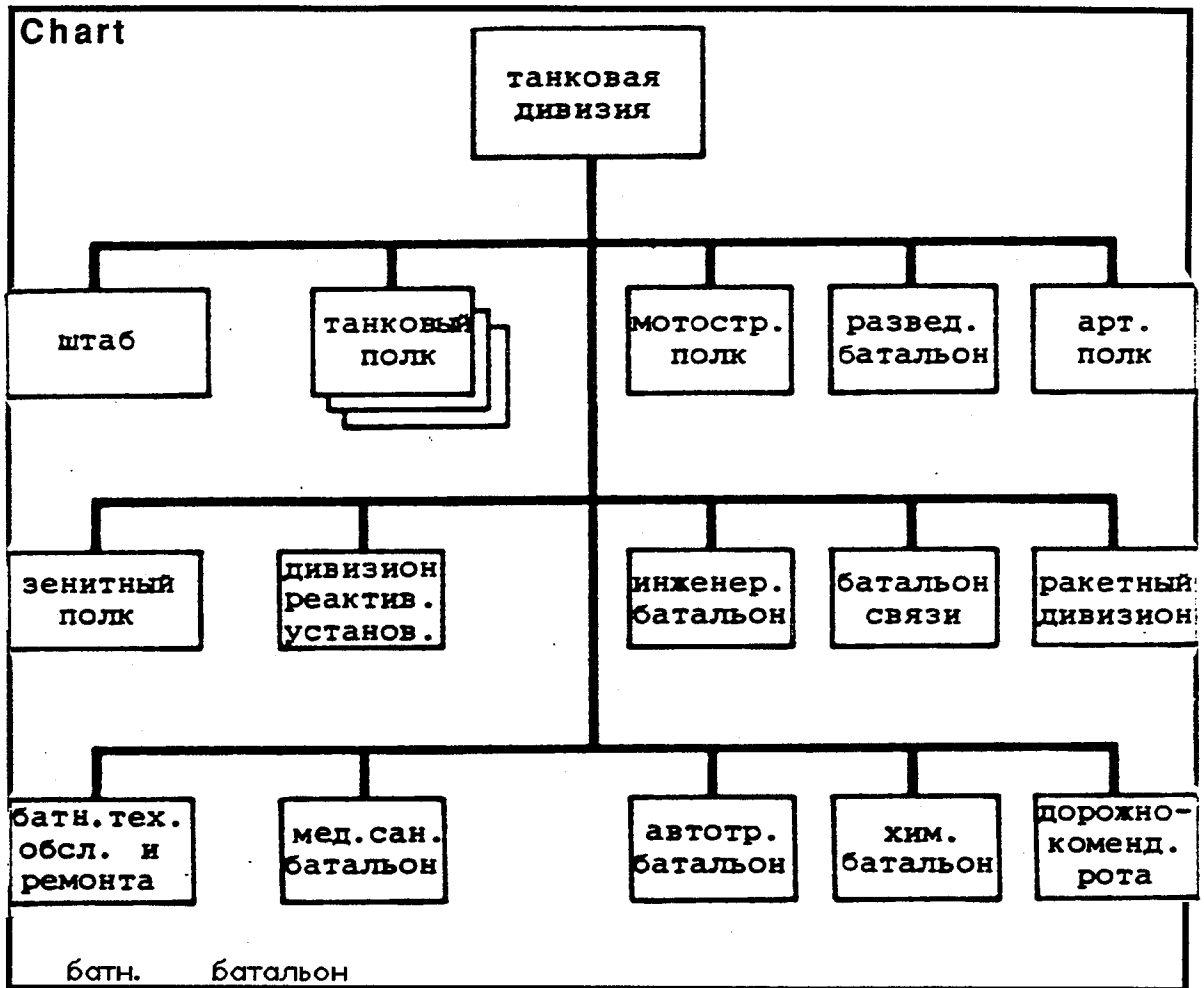 Chart
танковая
дивизия
штаб
танковый
полк
мотостр.
полк
развед.
батальон
арт.
полк
зенитный
полк
дивизион
реактив.
установ.
инженер.
батальон
батальон
связи
ракетный
дивизион
батн.тех.
обсл. и
ремонта
мед.сан.
батальон
автотр.
батальон
хим.
батальон
дорожно-
коменд.
рота
батн. батальон